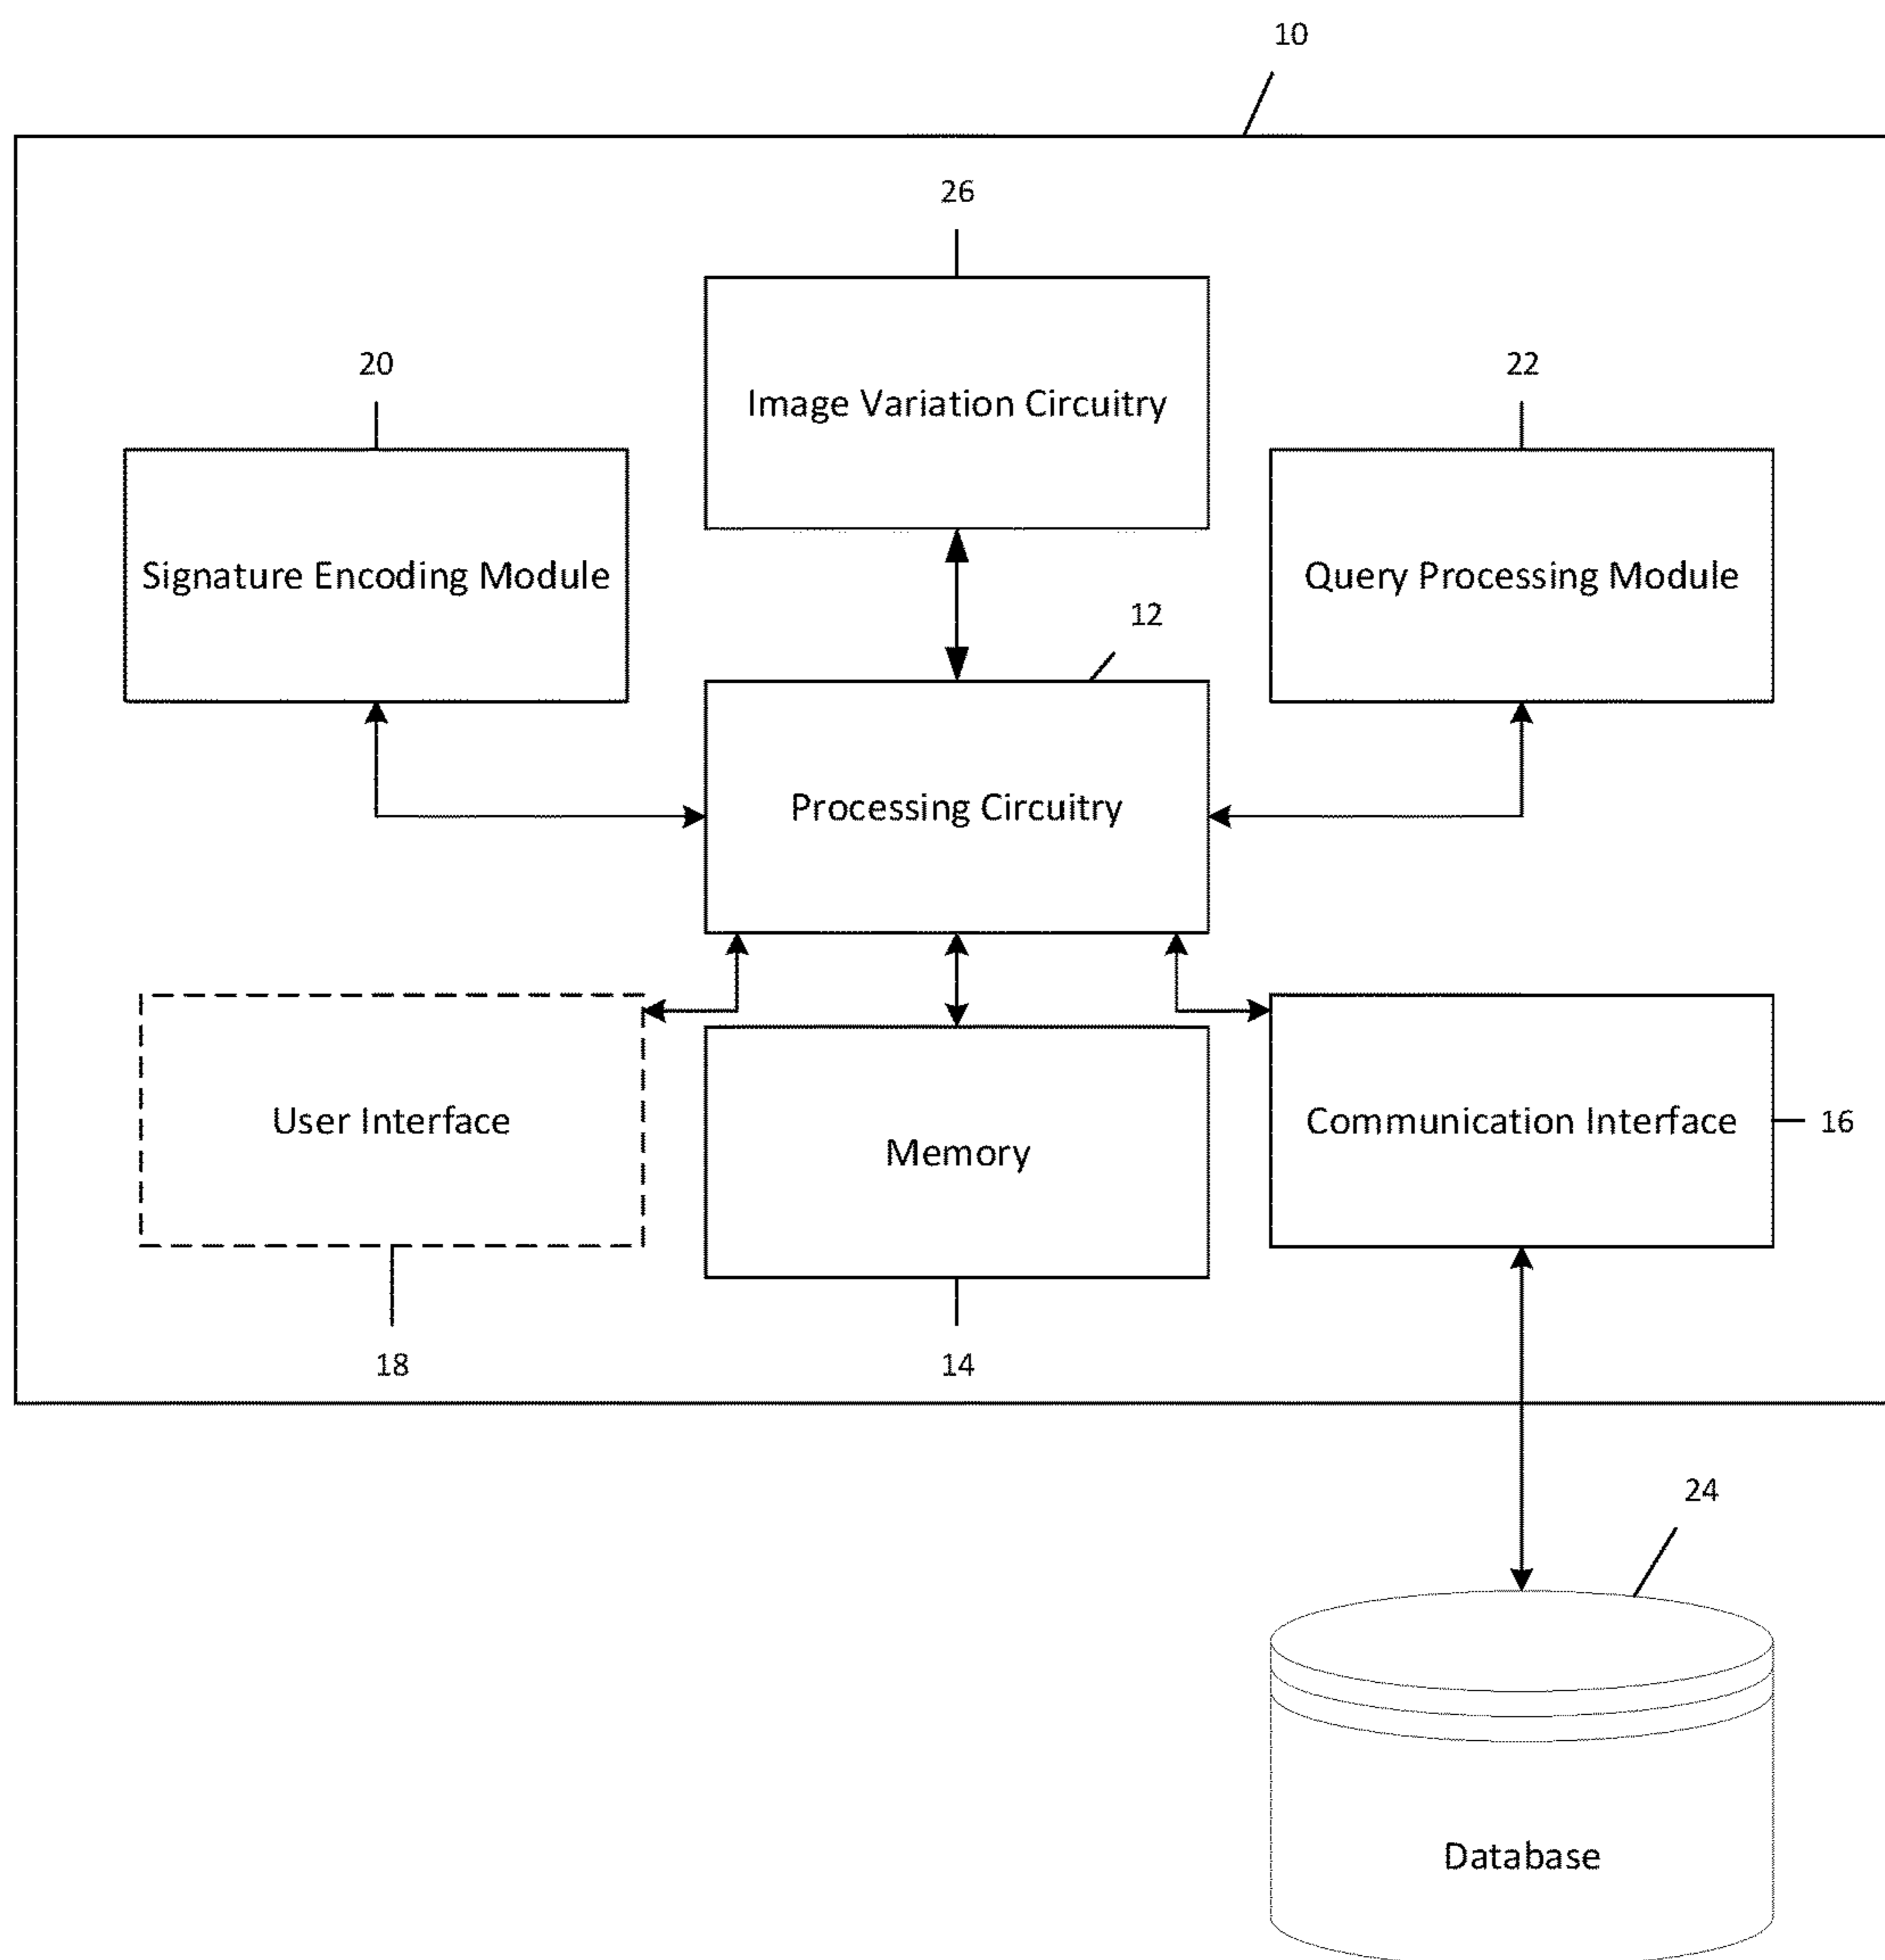 10
26
Image Variation Circuitry
20
Signature Encoding Module
22
Query Processing Module
12
Processing Circuitry
User Interface
18
Memory
14
Communication Interface
16
24
Database